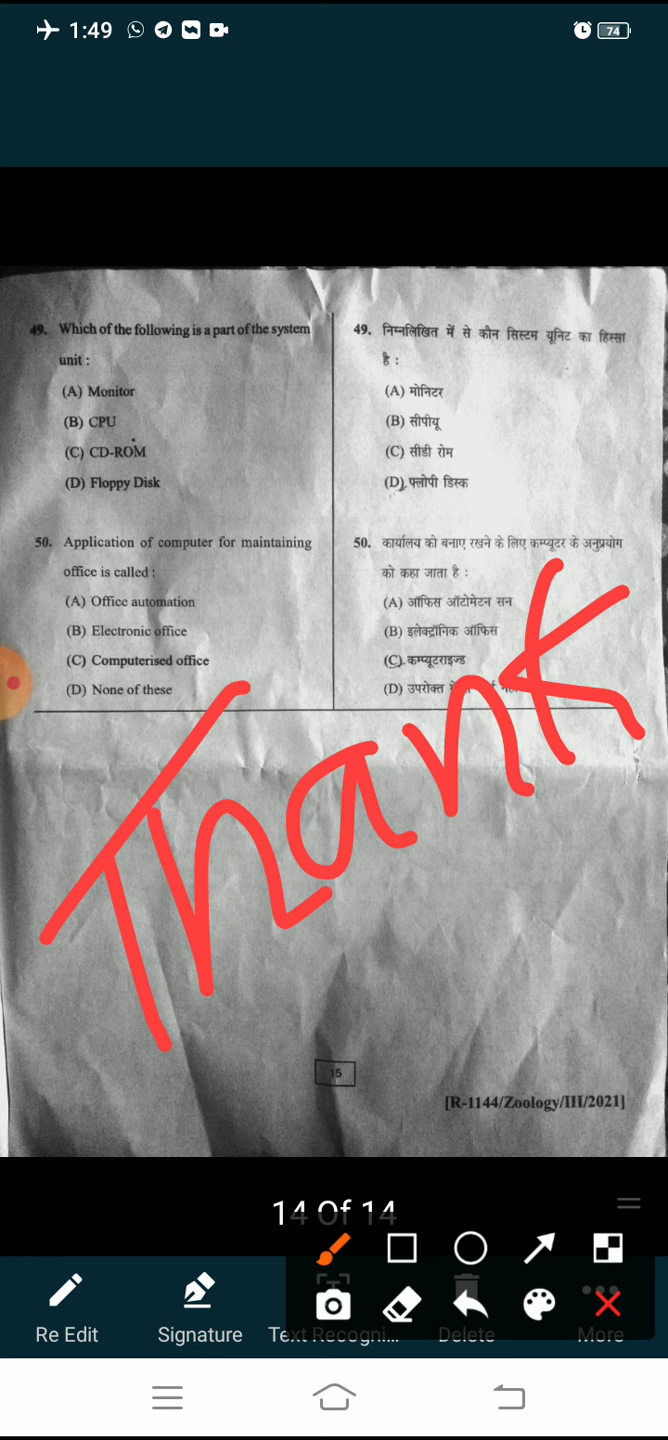 1:49
74
49. Which of the following is a part of the system
unit :
(A) Monitor
(B) CPU
(C) CD-ROM
(D) Floppy Disk
50. Application of computer for maintaining
office is called :
(A) Office automation
(B) Electronic office
(C) Computerised office
(D) None of these
49. निम्नलिखित में से कौन सिस्टम यूनिट का हिस्सा
है :
(A) मोनिटर
(B) सीपीयू
(C) सीडी रोम
(D) फ्लोपी डिस्क
50. कार्यालय को बनाए रखने के लिए कम्प्यूटर के अनुप्रयोग
को कहा जाता है :
(A) ऑफिस ऑटोमेटन सन
(B) इलेक्ट्रॉनिक ऑफिस
(C) कम्प्यूटराइज्ड
(D) उपरोक्त
Thank
15
[R-1144/Zoology/III/2021]
14 Of 14
Re Edit
Signature
Text Recogni...
Delete
More